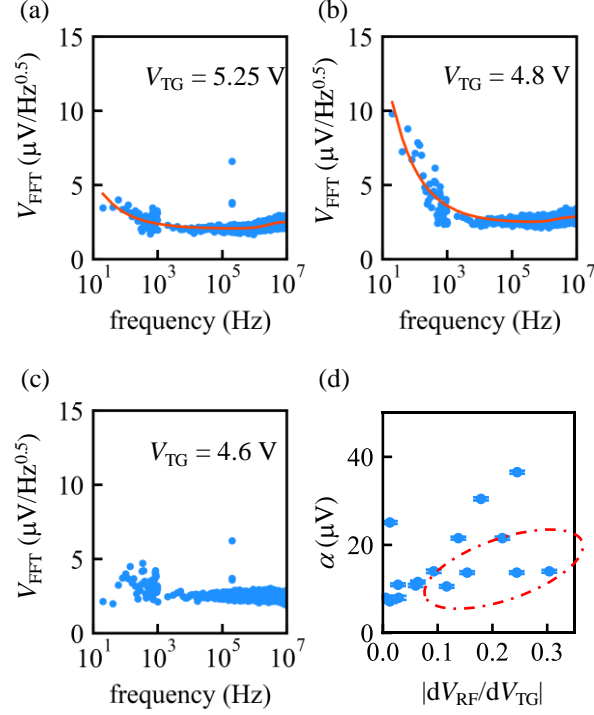 (a)
15
10
5
0
V_TG = 5.25 V
V_FFT (µV/Hz^0.5)
10^1 10^3 10^5 10^7
frequency (Hz)
(b)
15
10
5
0
V_TG = 4.8 V
V_FFT (µV/Hz^0.5)
10^1 10^3 10^5 10^7
frequency (Hz)
(c)
15
10
5
0
V_TG = 4.6 V
V_FFT (µV/Hz^0.5)
10^1 10^3 10^5 10^7
frequency (Hz)
(d)
40
20
0
α (µV)
0.0 0.1 0.2 0.3
|dV_RF/dV_TG|